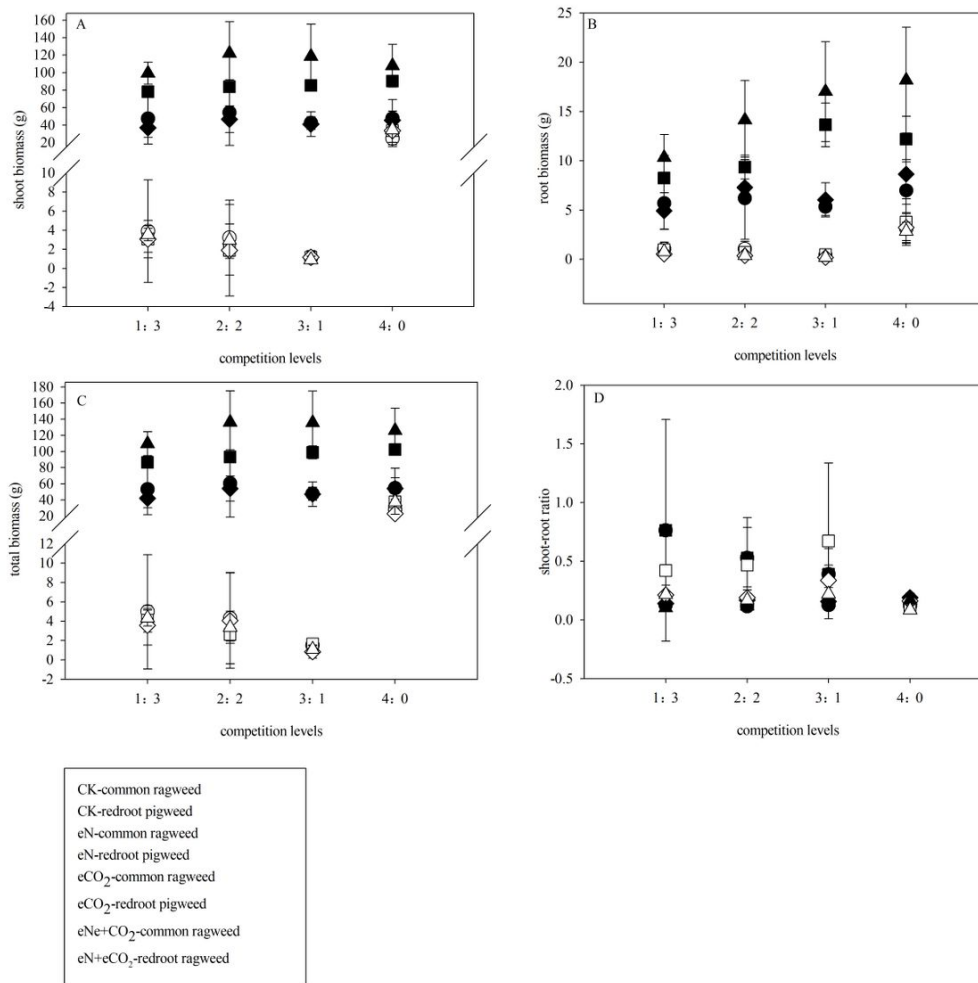 A
160
140
120
100
80
60
40
20
10
8
6
4
2
0
-2
-4
shoot biomass (g)
1: 3 2: 2 3: 1 4: 0
competition levels
B
25
20
15
10
5
0
root biomass (g)
1: 3 2: 2 3: 1 4: 0
competition levels
C
180
160
140
120
100
80
60
40
20
12
10
8
6
4
2
0
-2
total biomass (g)
1: 3 2: 2 3: 1 4: 0
competition levels
D
2.0
1.5
1.0
0.5
0.0
-0.5
shoot-root ratio
1: 3 2: 2 3: 1 4: 0
competition levels
CK-common ragweed
CK-redroot pigweed
eN-common ragweed
eN-redroot pigweed
eCO2-common ragweed
eCO2-redroot pigweed
eNe+CO2-common ragweed
eN+eCO2-redroot ragweed